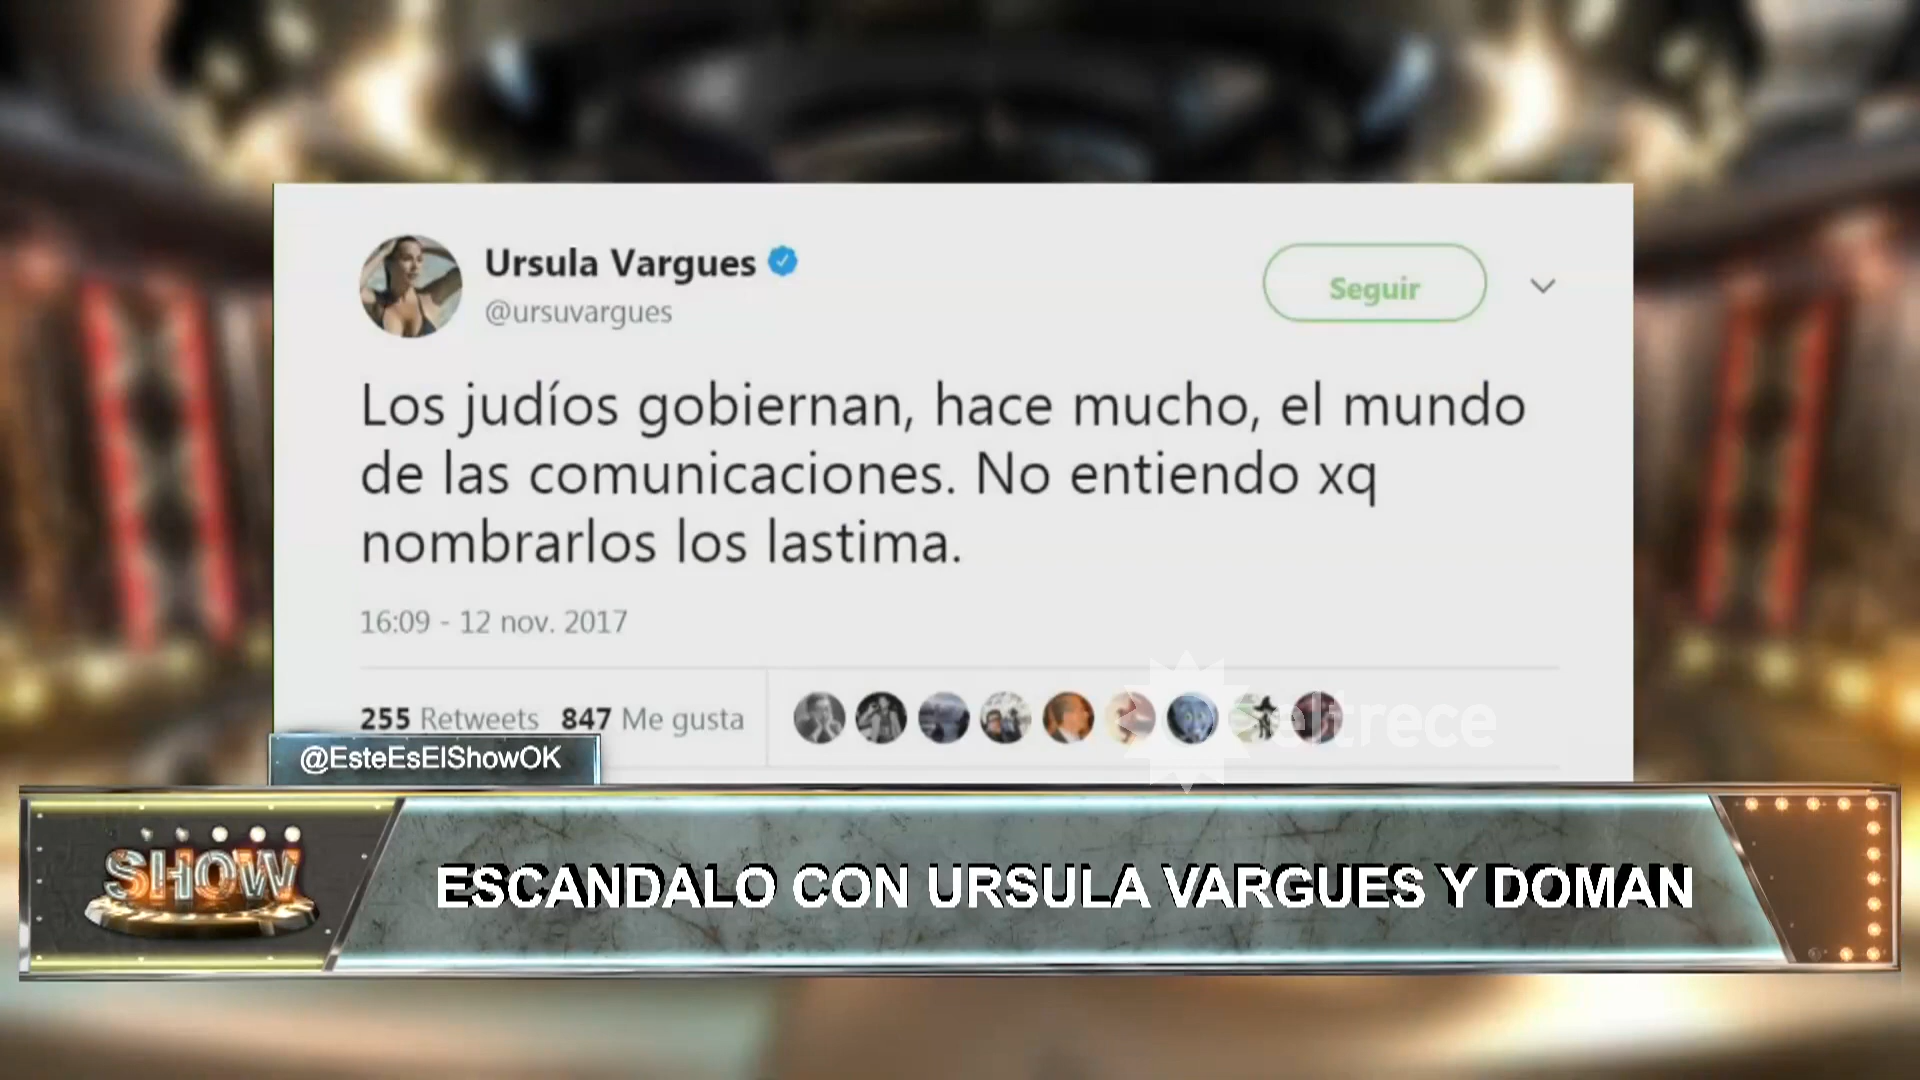 Ursula Vargues
@ursuvargues
Seguir
Los judíos gobiernan, hace mucho, el mundo
de las comunicaciones. No entiendo xq
nombrarlos los lastima.
16:09 - 12 nov. 2017
255 Retweets 847 Me gusta
eltrece
@EsteEsElShowOK
SHOW
ESCANDALO CON URSULA VARGUES Y DOMAN